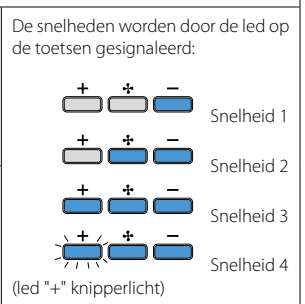 De snelheden worden door de led op
de toetsen gesignaleerd:
+ −
Snelheid 1
+ −
Snelheid 2
+ −
Snelheid 3
+ −
Snelheid 4
(led "+" knipperlicht)